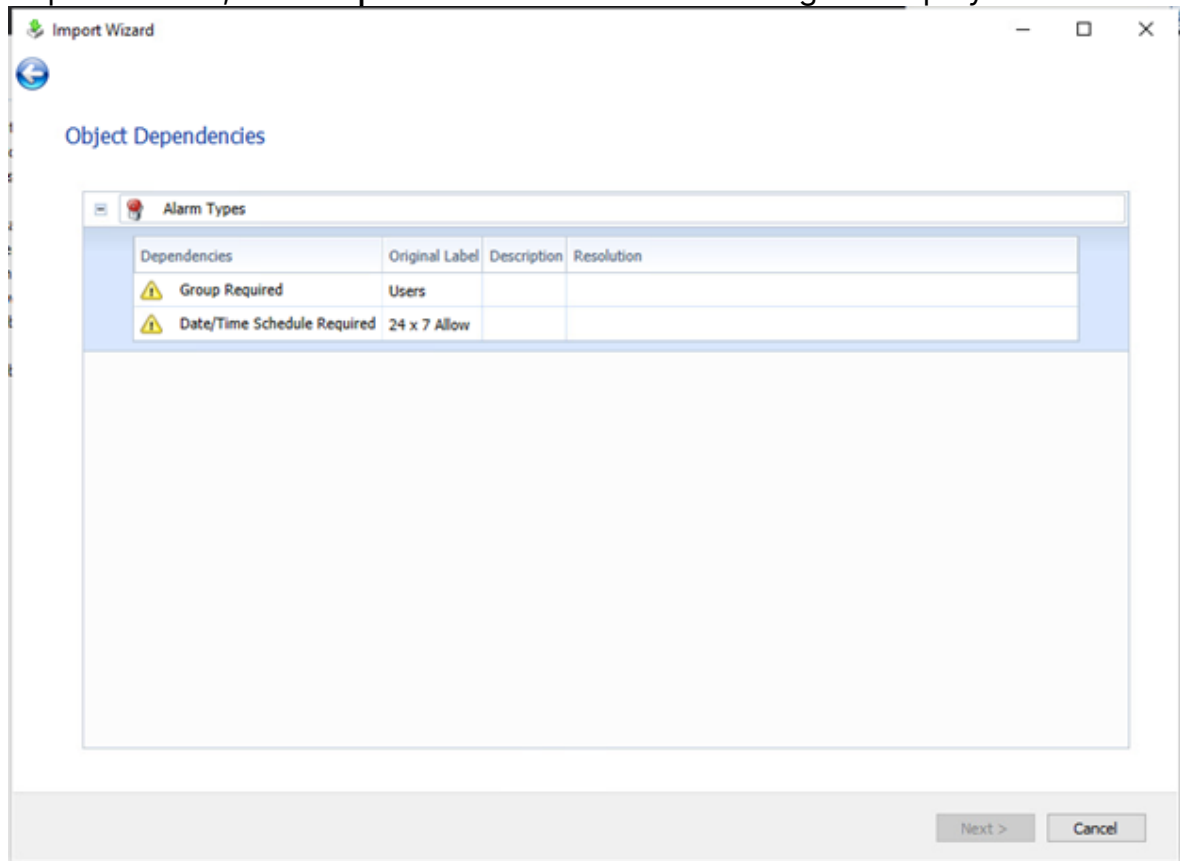 Import Wizard
Object Dependencies
Alarm Types
Dependencies Original Label Description Resolution
Group Required Users
Date/Time Schedule Required 24 x 7 Allow
Next > Cancel